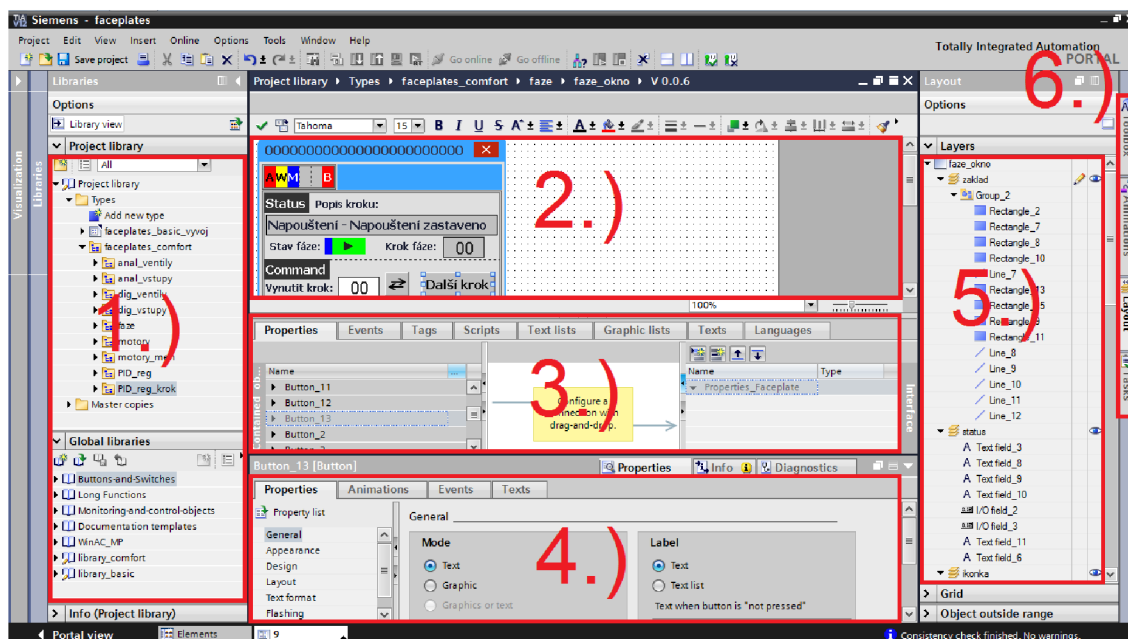 Siemens - faceplates
Project Edit View Insert Online Options Tools Window Help
Totally Integrated Automation
PORTAL
Save project Go online Go offline
6.)
Libraries
Project library Types faceplates_comfort faze faze_okno V 0.0.6
Layout
Options
Library view
Project library
All
Project library
Types
Add new type
faceplates_basic_vyvoj
faceplates_comfort
anal_ventily
anal_vstupy
dig_ventily
dig_vstupy
faze
motory
PID_reg
PID_reg_krok
Master copies
1.)
Global libraries
Buttons-and-Switches
Long Functions
Monitoring-and-control-objects
Documentation templates
WinAC_MP
library_comfort
library_basic
Info (Project library)
Visualization
Libraries
Tahoma 15 B I U S A
0000000000000000000000000
A W M B
Status Popis kroku:
Napouštení - Napouštení zastaveno
Stav fáze: Krok fáze: 00
Command
Vynutit krok: 00 Další krok
2.)
100%
Properties Events Tags Scripts Text lists Graphic lists Texts Languages
Name ...
Button_11
Button_12
Button_13
Button_2
Configure a
connection with
drag-and-drop.
Name Type
Properties_Faceplate
Interface
3.)
Button_13 [Button]
Properties Info Diagnostics
Properties Animations Events Texts
Property list
General
Appearance
Design
Layout
Text format
Flashing
General
Mode
Text
Graphic
Graphics or text
Label
Text
Text list
Text when button is "not pressed"
4.)
Options
Layers
faze_okno
zaklad
Group_2
Rectangle_2
Rectangle_7
Rectangle_8
Rectangle_10
Line_7
Rectangle_13
Rectangle_11
Line_8
Line_9
Line_10
Line_11
Line_12
status
Text field_3
Text field_8
Text field_9
Text field_10
I/O field_2
I/O field_3
Text field_11
Text field_6
ikonka
5.)
Grid
Object outside range
Toolbox
Animations
Layout
Tasks
Portal view Elements 9
Consistency check finished. No warnings.